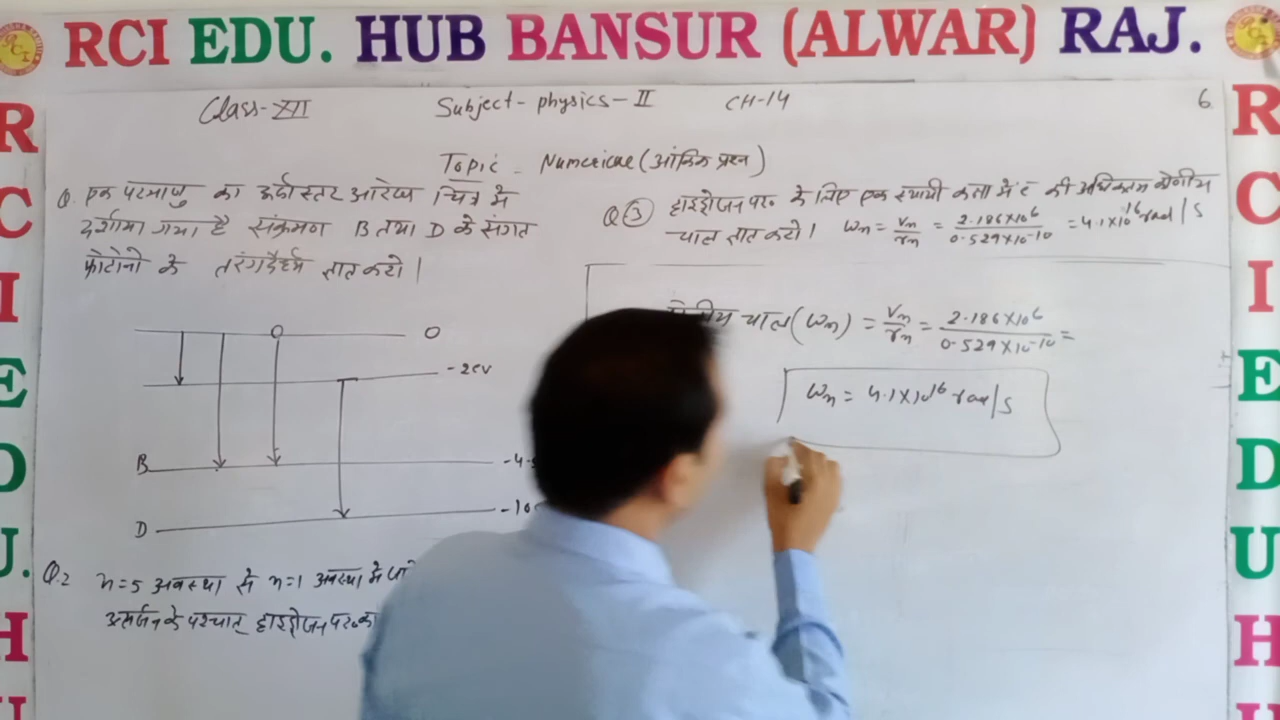 RCI EDU. HUB BANSUR (ALWAR) RAJ.
Class-XII Subject - physics - II CH-14 6
Topic - Numerical (आंकिक प्रश्न)
Q. एक परमाणु का ऊर्जा स्तर आरेख चित्र में
दर्शाया गया है संक्रमण B तथा D के संगत
फोटोनो के तरंगदैर्ध्य ज्ञात करो।
0
-2ev
B -4.
D -10
Q.2 n=5 अवस्था से n=1 अवस्था में
उत्सर्जन के पश्चात् हाइड्रोजन पर०
Q ③ हाइड्रोजन पर० के लिए एक स्थायी कक्षा में e की अधिकतम कोणीय
चाल ज्ञात करो। ωn = vn/rn = 2.186×10^6/0.529×10^-10 = 4.1×10^16 rad/s
चाल (ωn) = vn/rn = 2.186×10^6/0.529×10^-10 =
ωn = 4.1×10^16 rad/s
R
C
I
E
D
U.
H
U
R
C
I
E
D
U
H